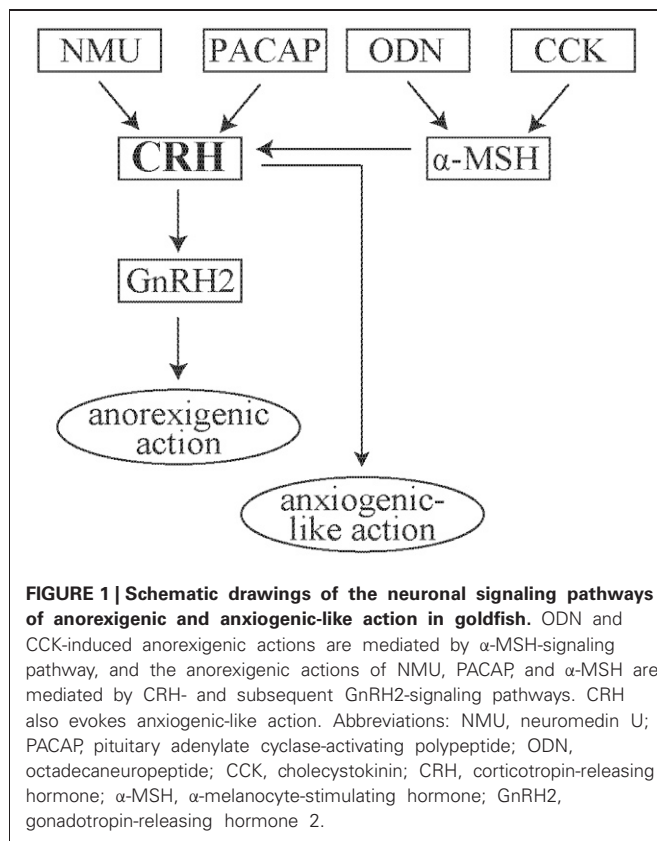 NMU PACAP ODN CCK
CRH α-MSH
GnRH2
anorexigenic
action
anxiogenic-
like action
FIGURE 1 | Schematic drawings of the neuronal signaling pathways
of anorexigenic and anxiogenic-like action in goldfish. ODN and
CCK-induced anorexigenic actions are mediated by α-MSH-signaling
pathway, and the anorexigenic actions of NMU, PACAP, and α-MSH are
mediated by CRH- and subsequent GnRH2-signaling pathways. CRH
also evokes anxiogenic-like action. Abbreviations: NMU, neuromedin U;
PACAP, pituitary adenylate cyclase-activating polypeptide; ODN,
octadecaneuropeptide; CCK, cholecystokinin; CRH, corticotropin-releasing
hormone; α-MSH, α-melanocyte-stimulating hormone; GnRH2,
gonadotropin-releasing hormone 2.